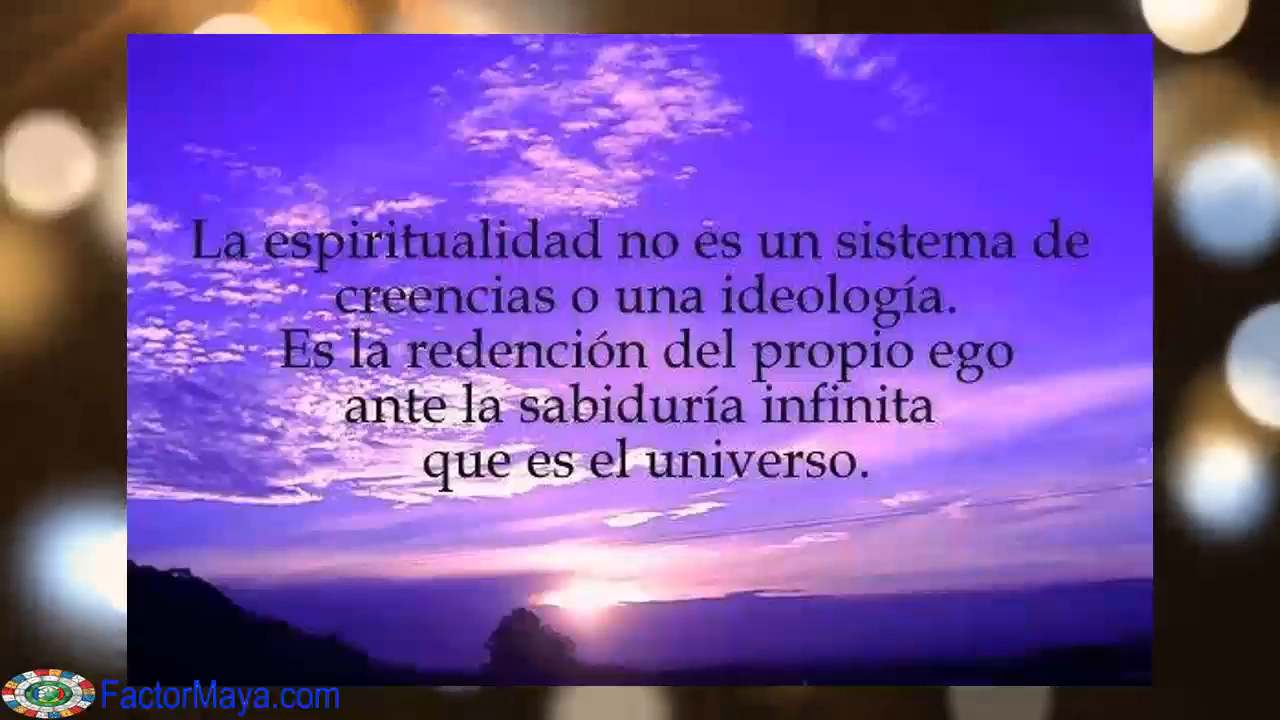 La espiritualidad no es un sistema de
creencias o una ideología.
Es la redención del propio ego
ante la sabiduría infinita
que es el universo.
FactorMaya.com